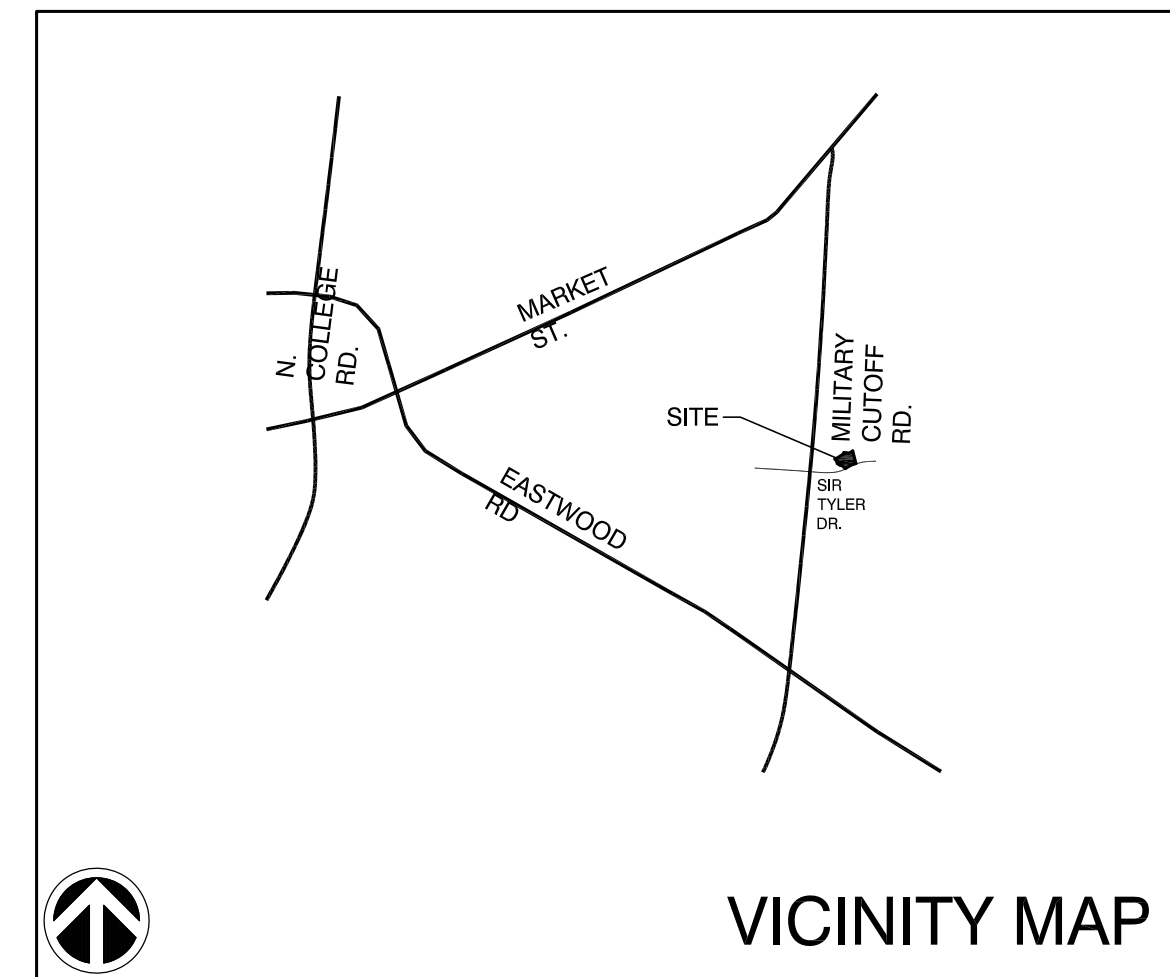 N.
COLLEGE
RD.
MARKET
ST.
MILITARY
CUTOFF
RD.
SITE
SIR
TYLER
DR.
EASTWOOD
RD
VICINITY MAP